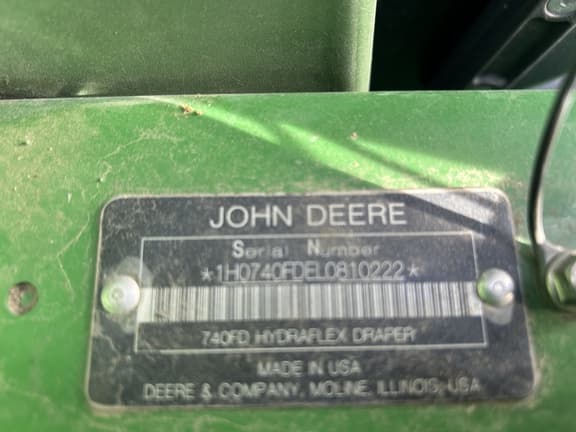 JOHN DEERE
Serial Number
*1H0740FDEL0810222*
740FD HYDRAFLEX DRAPER
MADE IN USA
DEERE & COMPANY, MOLINE, ILLINOIS, USA